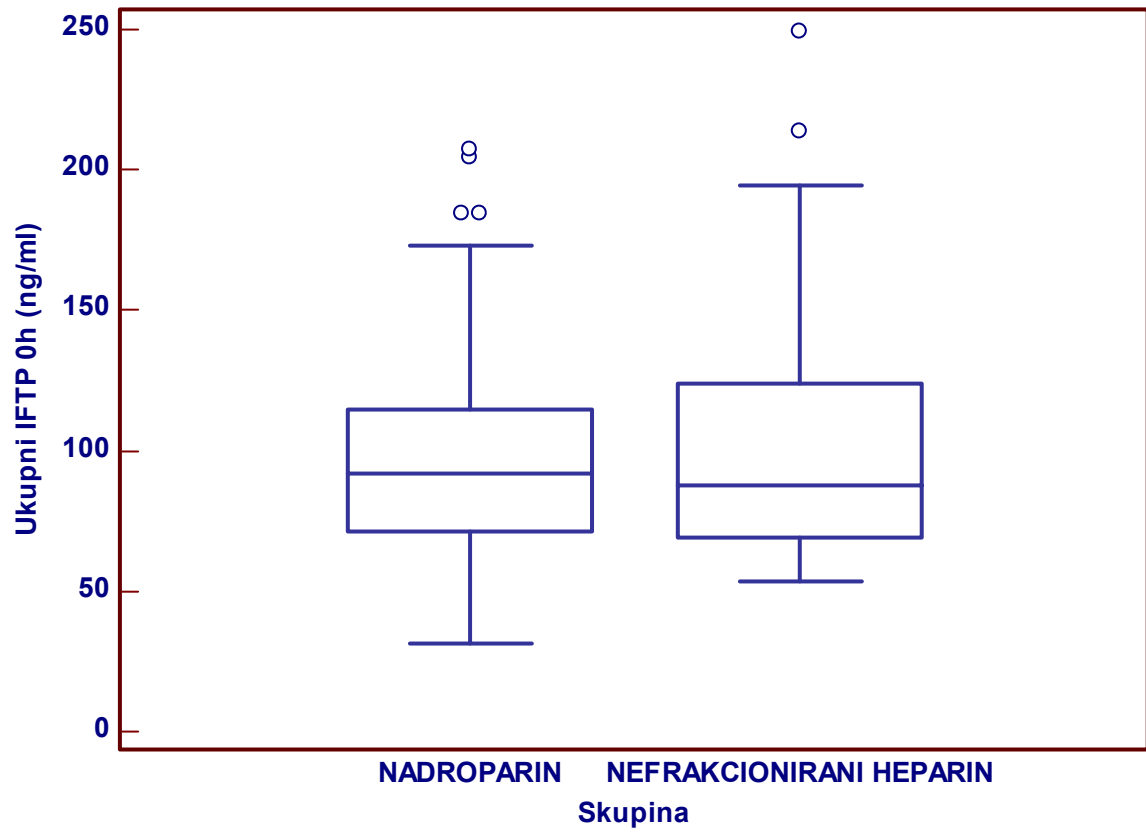 Ukupni IFTP 0h (ng/ml)
250
200
150
100
50
0
NADROPARIN NEFRAKCIONIRANI HEPARIN
Skupina